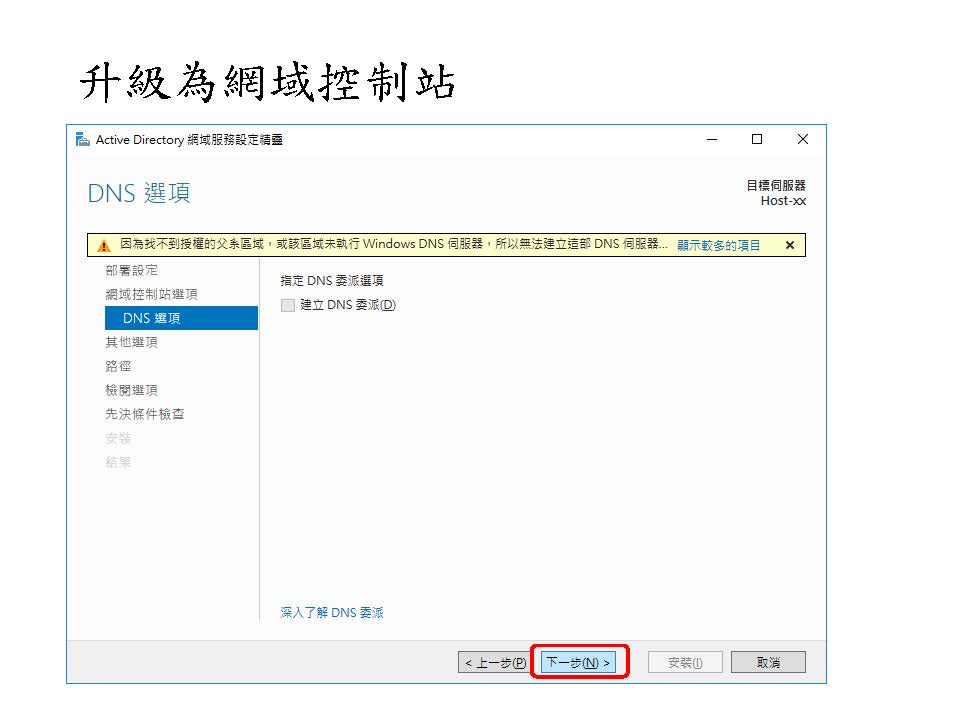 升級為網域控制站
Active Directory 網域服務設定精靈
DNS 選項
目標伺服器
Host-xx
因為找不到授權的父系區域，或該區域未執行 Windows DNS 伺服器，所以無法建立這部 DNS 伺服器... 顯示較多的項目
部署設定
網域控制站選項
DNS 選項
其他選項
路徑
檢閱選項
先決條件檢查
安裝
結果
指定 DNS 委派選項
建立 DNS 委派(D)
深入了解 DNS 委派
< 上一步(P) 下一步(N) > 安裝(I) 取消